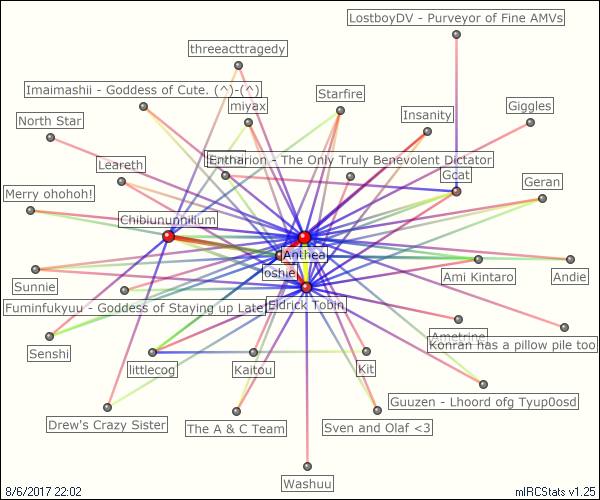 LostboyDV - Purveyor of Fine AMVs
threeacttragedy
Imaimashii - Goddess of Cute. (^)-(^)
Starfire
miyax
Insanity
Giggles
North Star
Entharion - The Only Truly Benevolent Dictator
Leareth
Gcat
Geran
Merry ohohoh!
Chibiununhilium
Anthea
oshie
Ami Kintaro
Andie
Sunnie
Fuminfukyuu - Goddess of Staying up Late
Eldrick Tobin
Ametrine
Konran has a pillow pile too
Senshi
littlecog
Kaitou
Kit
Guuzen - Lhoord ofg Tyup0osd
Drew's Crazy Sister
The A & C Team
Sven and Olaf <3
Washuu
8/6/2017 22:02
mIRCStats v1.25